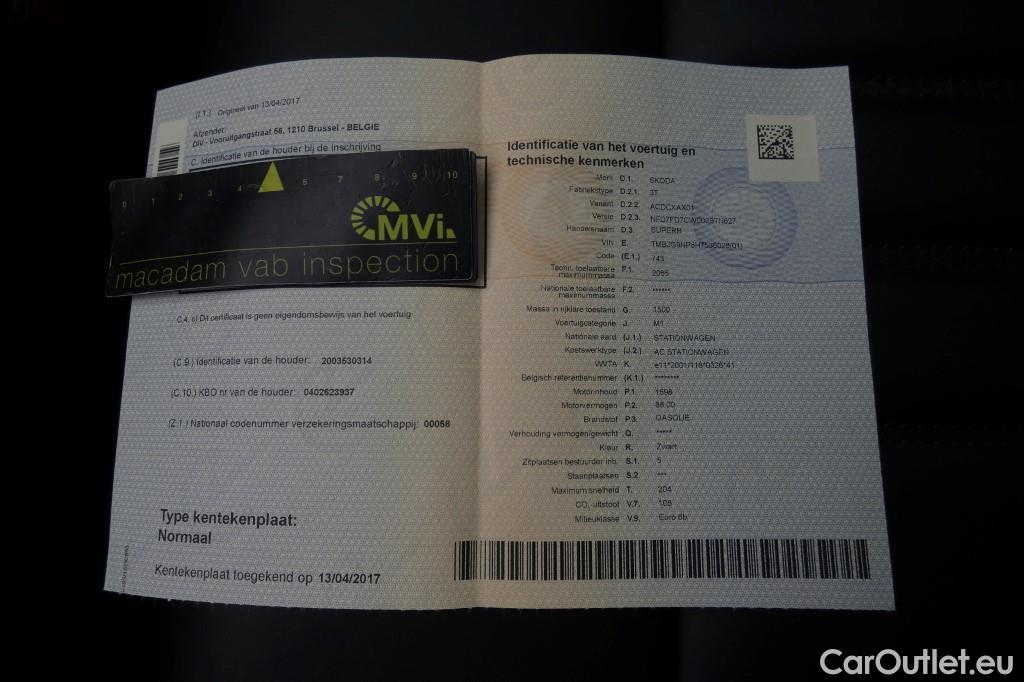 (I.T.) - Origineel van 13/04/2017
Afzender:
DIV - Vooruitgangstraat 56, 1210 Brussel - BELGIE
C. Identificatie van de houder bij de inschrijving
0 1 2 3 4 6 7 8 9 10
MVi.
macadam vab inspection
C.4. c) Dit certificaat is geen eigendomsbewijs van het voertuig
(C.9.) Identificatie van de houder: 2003530314
(C.10.) KBO nr van de houder: 0402623937
(Z.1.) Nationaal codenummer verzekeringsmaatschappij: 00058
Type kentekenplaat:
Normaal
Kentekenplaat toegekend op 13/04/2017
Identificatie van het voertuig en
technische kenmerken
Merk D.1. SKODA
Fabriekstype D.2.1. 3T
Variant D.2.2. ACDCXAX01
Versie D.2.3.
Handelsnaam D.3. SUPERB
VIN E.
Code (E.1.) 743
Techn. toelaatbare
maximummassa F.1. 2065
Nationale toelaatbare
maximummassa F.2. ******
Massa in rijklare toestand G. 1500
Voertuigcategorie J. M1
Nationale aard (J.1.) STATIONWAGEN
Koetswerktype (J.2.) AC STATIONWAGEN
WVTA K. e11*2001/116*0326*41
Belgisch referentienummer (K.1.) ********
Motorinhoud P.1. 1598
Motorvermogen P.2. 88.00
Brandstof P.3. GASOLIE
Verhouding vermogen/gewicht Q. *****
Kleur R. Zwart
Zitplaatsen bestuurder inb. S.1. 5
Staanplaatsen S.2. ***
Maximum snelheid T. 204
CO₂-uitstoot V.7. 108
Milieuklasse V.9. Euro 6b
CarOutlet.eu